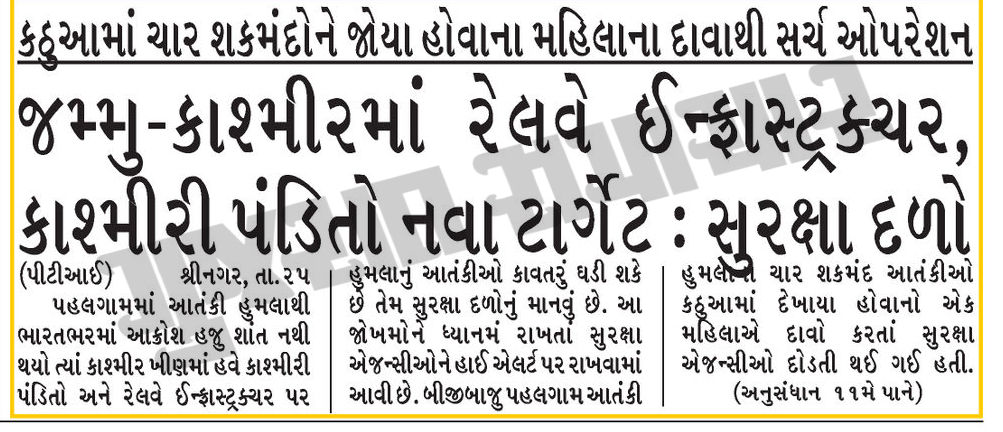 કઠુઆમાં ચાર શકમંદોને જોયા હોવાના મહિલાના દાવાથી સર્ચ ઓપરેશન
જમ્મુ-કાશ્મીરમાં રેલવે ઈન્ફ્રાસ્ટ્રક્ચર,
કાશ્મીરી પંડિતો નવા ટાર્ગેટ : સુરક્ષા દળો
(પીટીઆઈ) શ્રીનગર, તા. ૨૫
પહલગામમાં આતંકી હુમલાથી
ભારતભરમાં આક્રોશ હજુ શાંત નથી
થયો ત્યાં કાશ્મીર ખીણમાં હવે કાશ્મીરી
પંડિતો અને રેલવે ઈન્ફ્રાસ્ટ્રક્ચર પર
હુમલાનું આતંકીઓ કાવતરું ઘડી શકે
છે તેમ સુરક્ષા દળોનું માનવું છે. આ
જોખમોને ધ્યાનમાં રાખતાં સુરક્ષા
એજન્સીઓને હાઈ એલર્ટ પર રાખવામાં
આવી છે. બીજીબાજુ પહલગામ આતંકી
હુમલાના ચાર શકમંદ આતંકીઓ
કઠુઆમાં દેખાયા હોવાનો એક
મહિલાએ દાવો કરતાં સુરક્ષા
એજન્સીઓ દોડતી થઈ ગઈ હતી.
(અનુસંધાન ૧૧મે પાને)
ગુજરાત સમાચાર